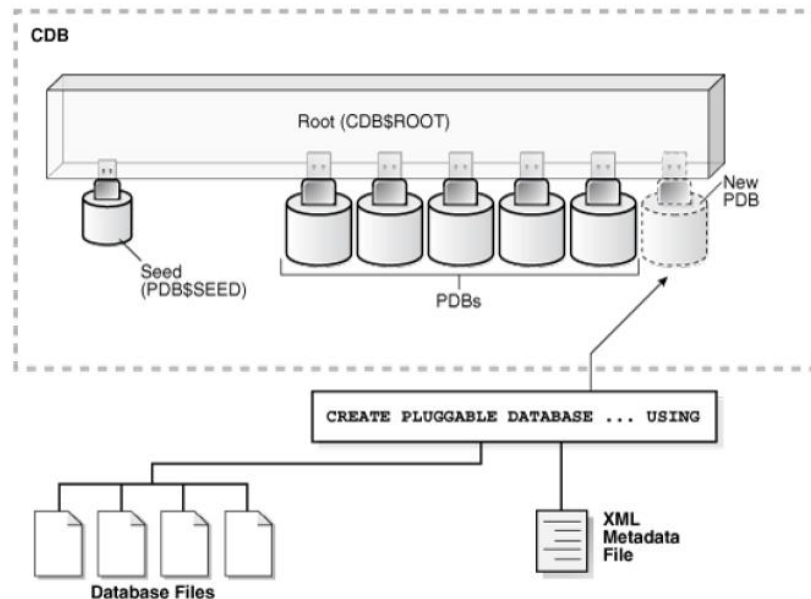 CDB
Root (CDB$ROOT)
New
PDB
Seed
(PDB$SEED)
PDBs
CREATE PLUGGABLE DATABASE ... USING
XML
Metadata
File
Database Files